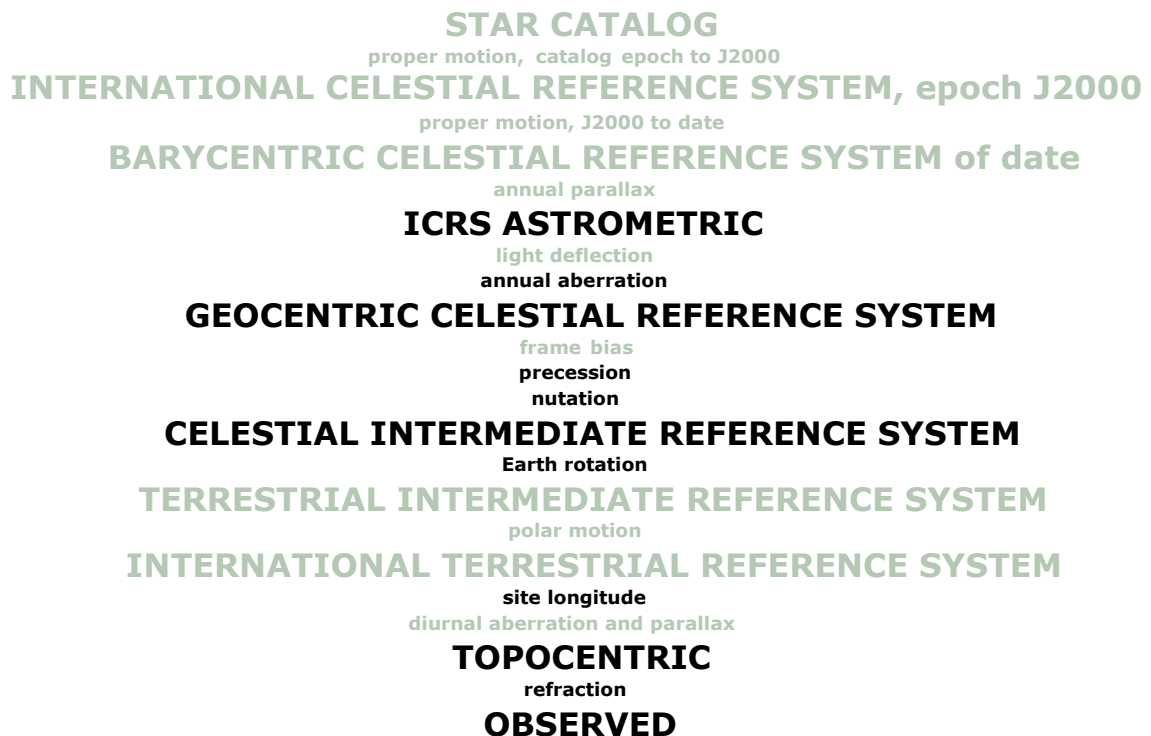 STAR CATALOG
proper motion, catalog epoch to J2000
INTERNATIONAL CELESTIAL REFERENCE SYSTEM, epoch J2000
proper motion, J2000 to date
BARYCENTRIC CELESTIAL REFERENCE SYSTEM of date
annual parallax
ICRS ASTROMETRIC
light deflection
annual aberration
GEOCENTRIC CELESTIAL REFERENCE SYSTEM
frame bias
precession
nutation
CELESTIAL INTERMEDIATE REFERENCE SYSTEM
Earth rotation
TERRESTRIAL INTERMEDIATE REFERENCE SYSTEM
polar motion
INTERNATIONAL TERRESTRIAL REFERENCE SYSTEM
site longitude
diurnal aberration and parallax
TOPOCENTRIC
refraction
OBSERVED